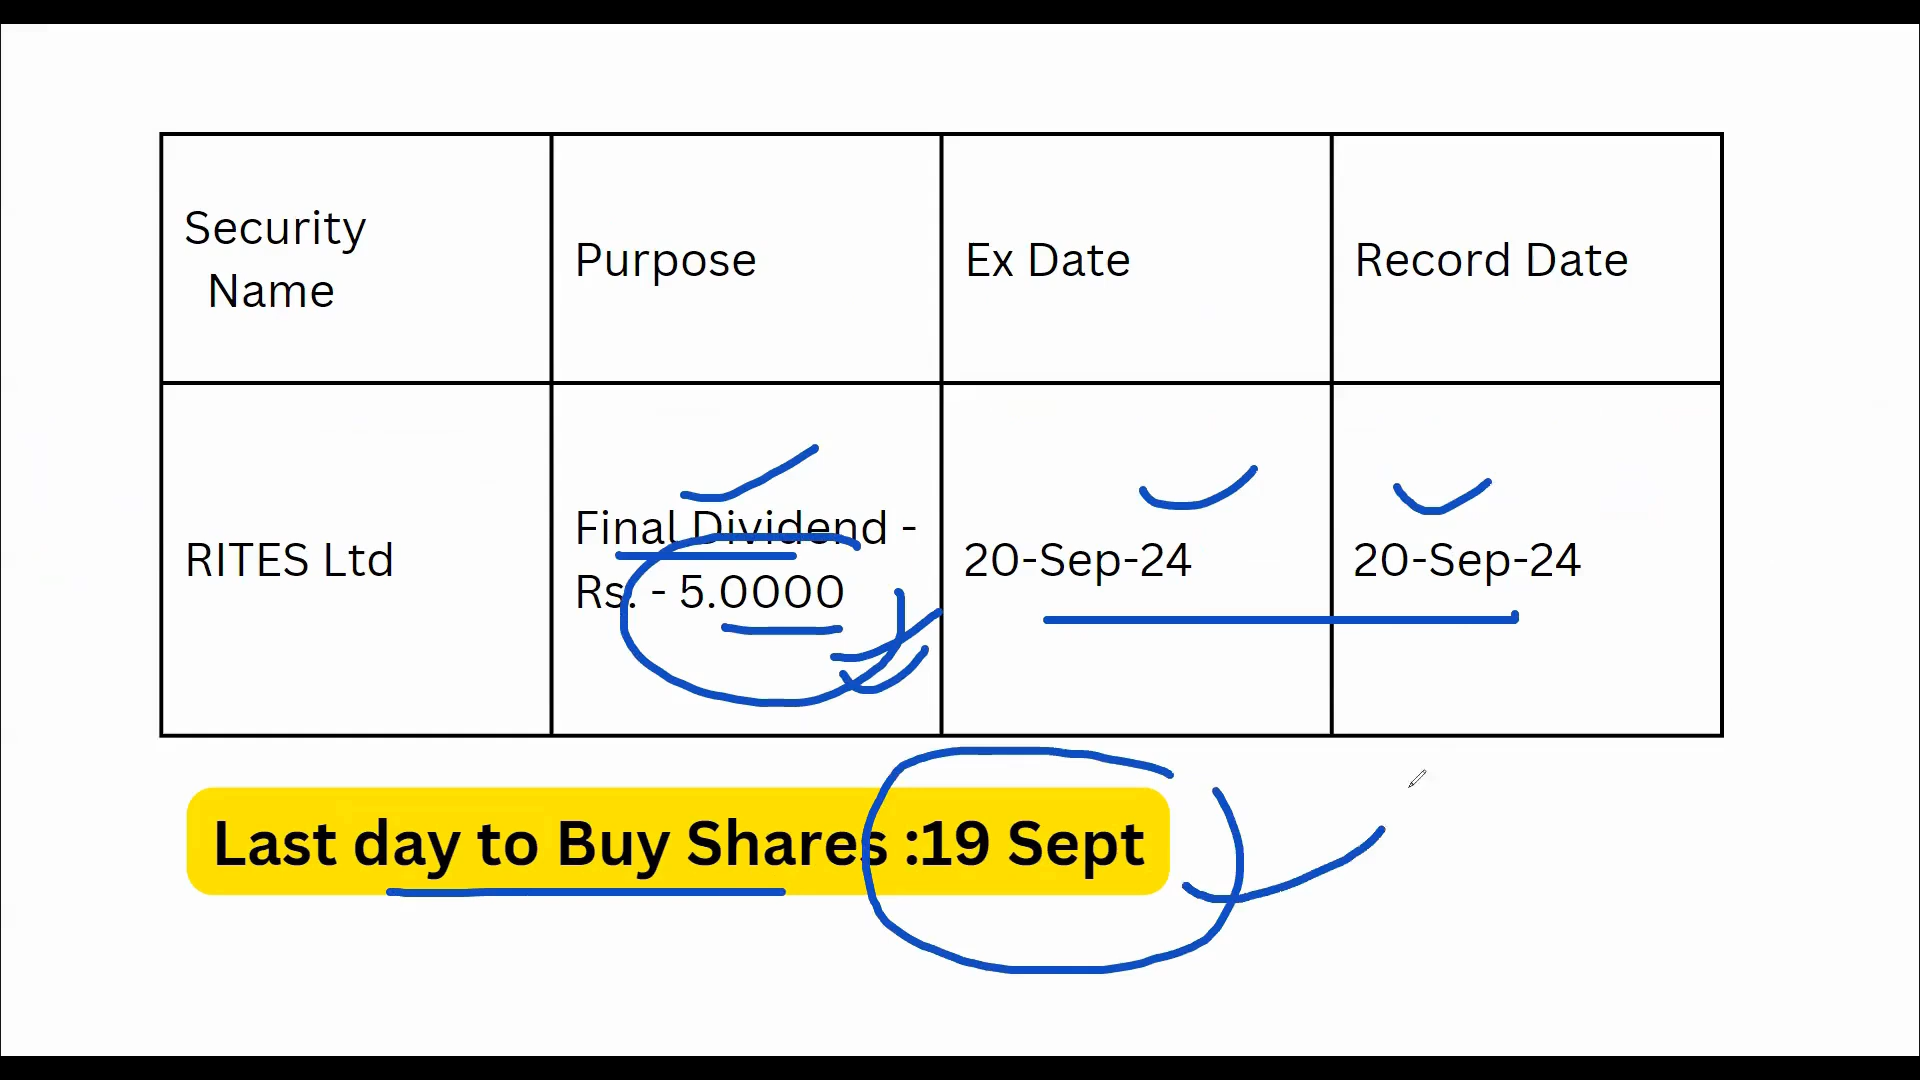 Security
Name
Purpose
Ex Date
Record Date
RITES Ltd
Final Dividend -
Rs. - 5.0000
20-Sep-24
20-Sep-24
Last day to Buy Shares :19 Sept